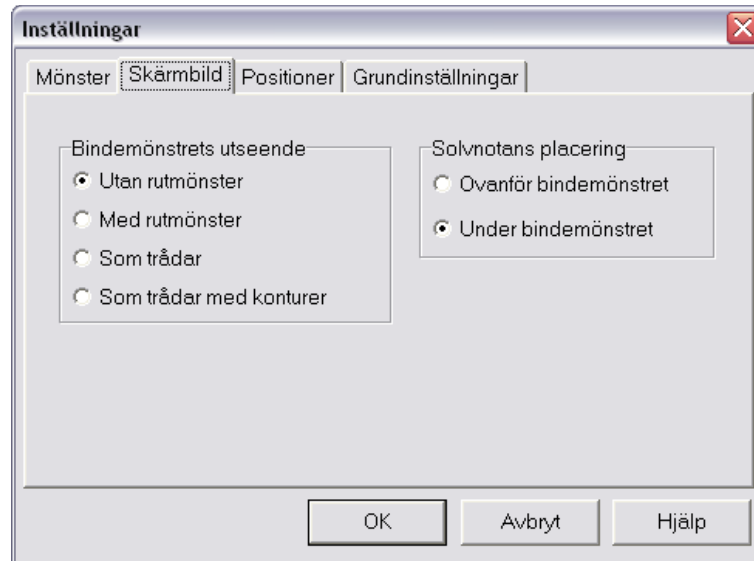 Inställningar
Mönster Skärmbild Positioner Grundinställningar
Bindemönstrets utseende
Utan rutmönster
Med rutmönster
Som trådar
Som trådar med konturer
Solvnotans placering
Ovanför bindemönstret
Under bindemönstret
OK Avbryt Hjälp